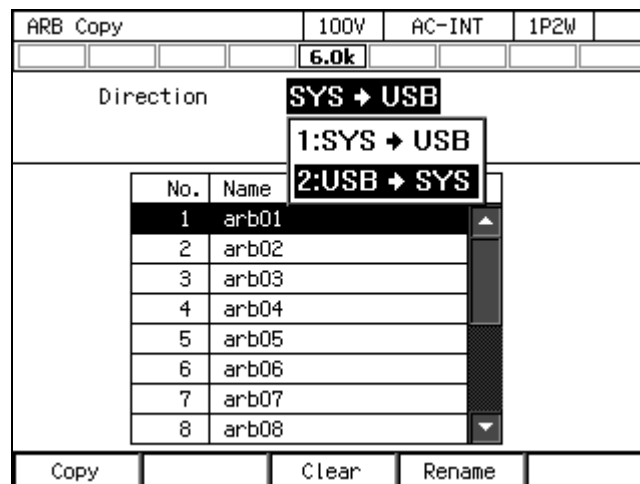 ARB Copy 100V AC-INT 1P2W
6.0k
Direction SYS → USB
1:SYS → USB
2:USB → SYS
No. Name
1 arb01
2 arb02
3 arb03
4 arb04
5 arb05
6 arb06
7 arb07
8 arb08
Copy Clear Rename